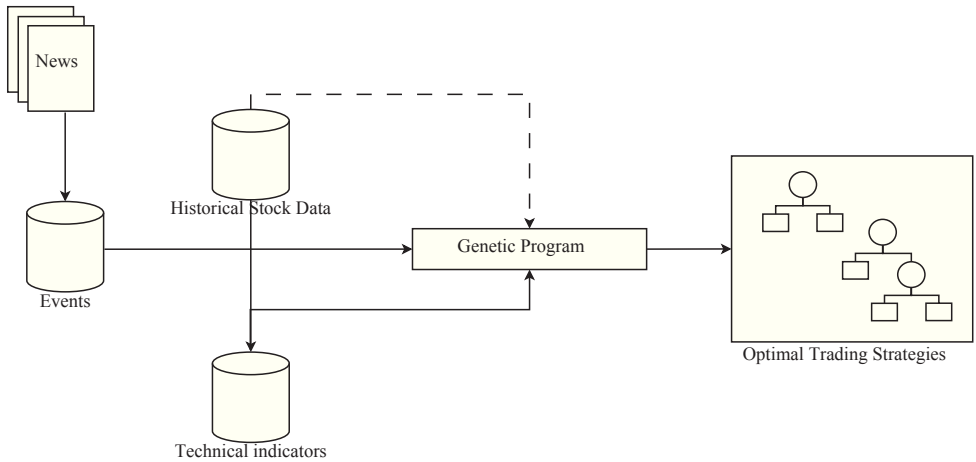 News
Historical Stock Data
Genetic Program
Events
Optimal Trading Strategies
Technical indicators